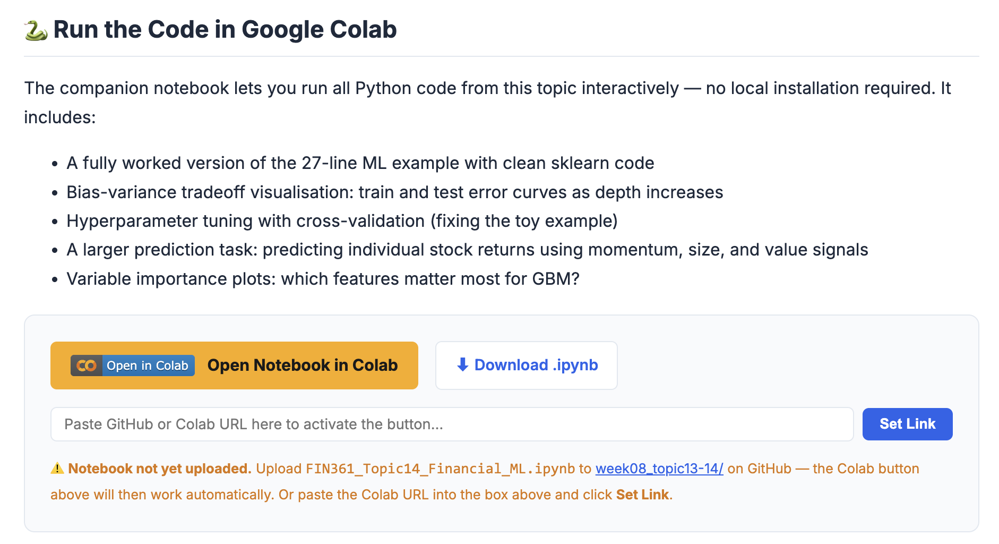 Run the Code in Google Colab
The companion notebook lets you run all Python code from this topic interactively — no local installation required. It
includes:
• A fully worked version of the 27-line ML example with clean sklearn code
• Bias-variance tradeoff visualisation: train and test error curves as depth increases
• Hyperparameter tuning with cross-validation (fixing the toy example)
• A larger prediction task: predicting individual stock returns using momentum, size, and value signals
• Variable importance plots: which features matter most for GBM?
Open in Colab Open Notebook in Colab
⬇ Download .ipynb
Paste GitHub or Colab URL here to activate the button...
Set Link
⚠️ Notebook not yet uploaded. Upload FIN361_Topic14_Financial_ML.ipynb to week08_topic13-14/ on GitHub — the Colab button
above will then work automatically. Or paste the Colab URL into the box above and click Set Link.